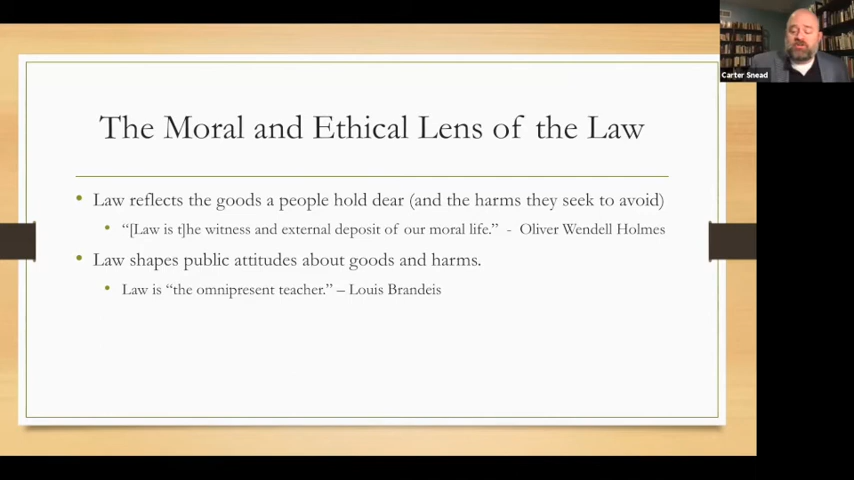 Carter Snead
The Moral and Ethical Lens of the Law
• Law reflects the goods a people hold dear (and the harms they seek to avoid)
• “[Law is t]he witness and external deposit of our moral life.” - Oliver Wendell Holmes
• Law shapes public attitudes about goods and harms.
• Law is “the omnipresent teacher.” – Louis Brandeis